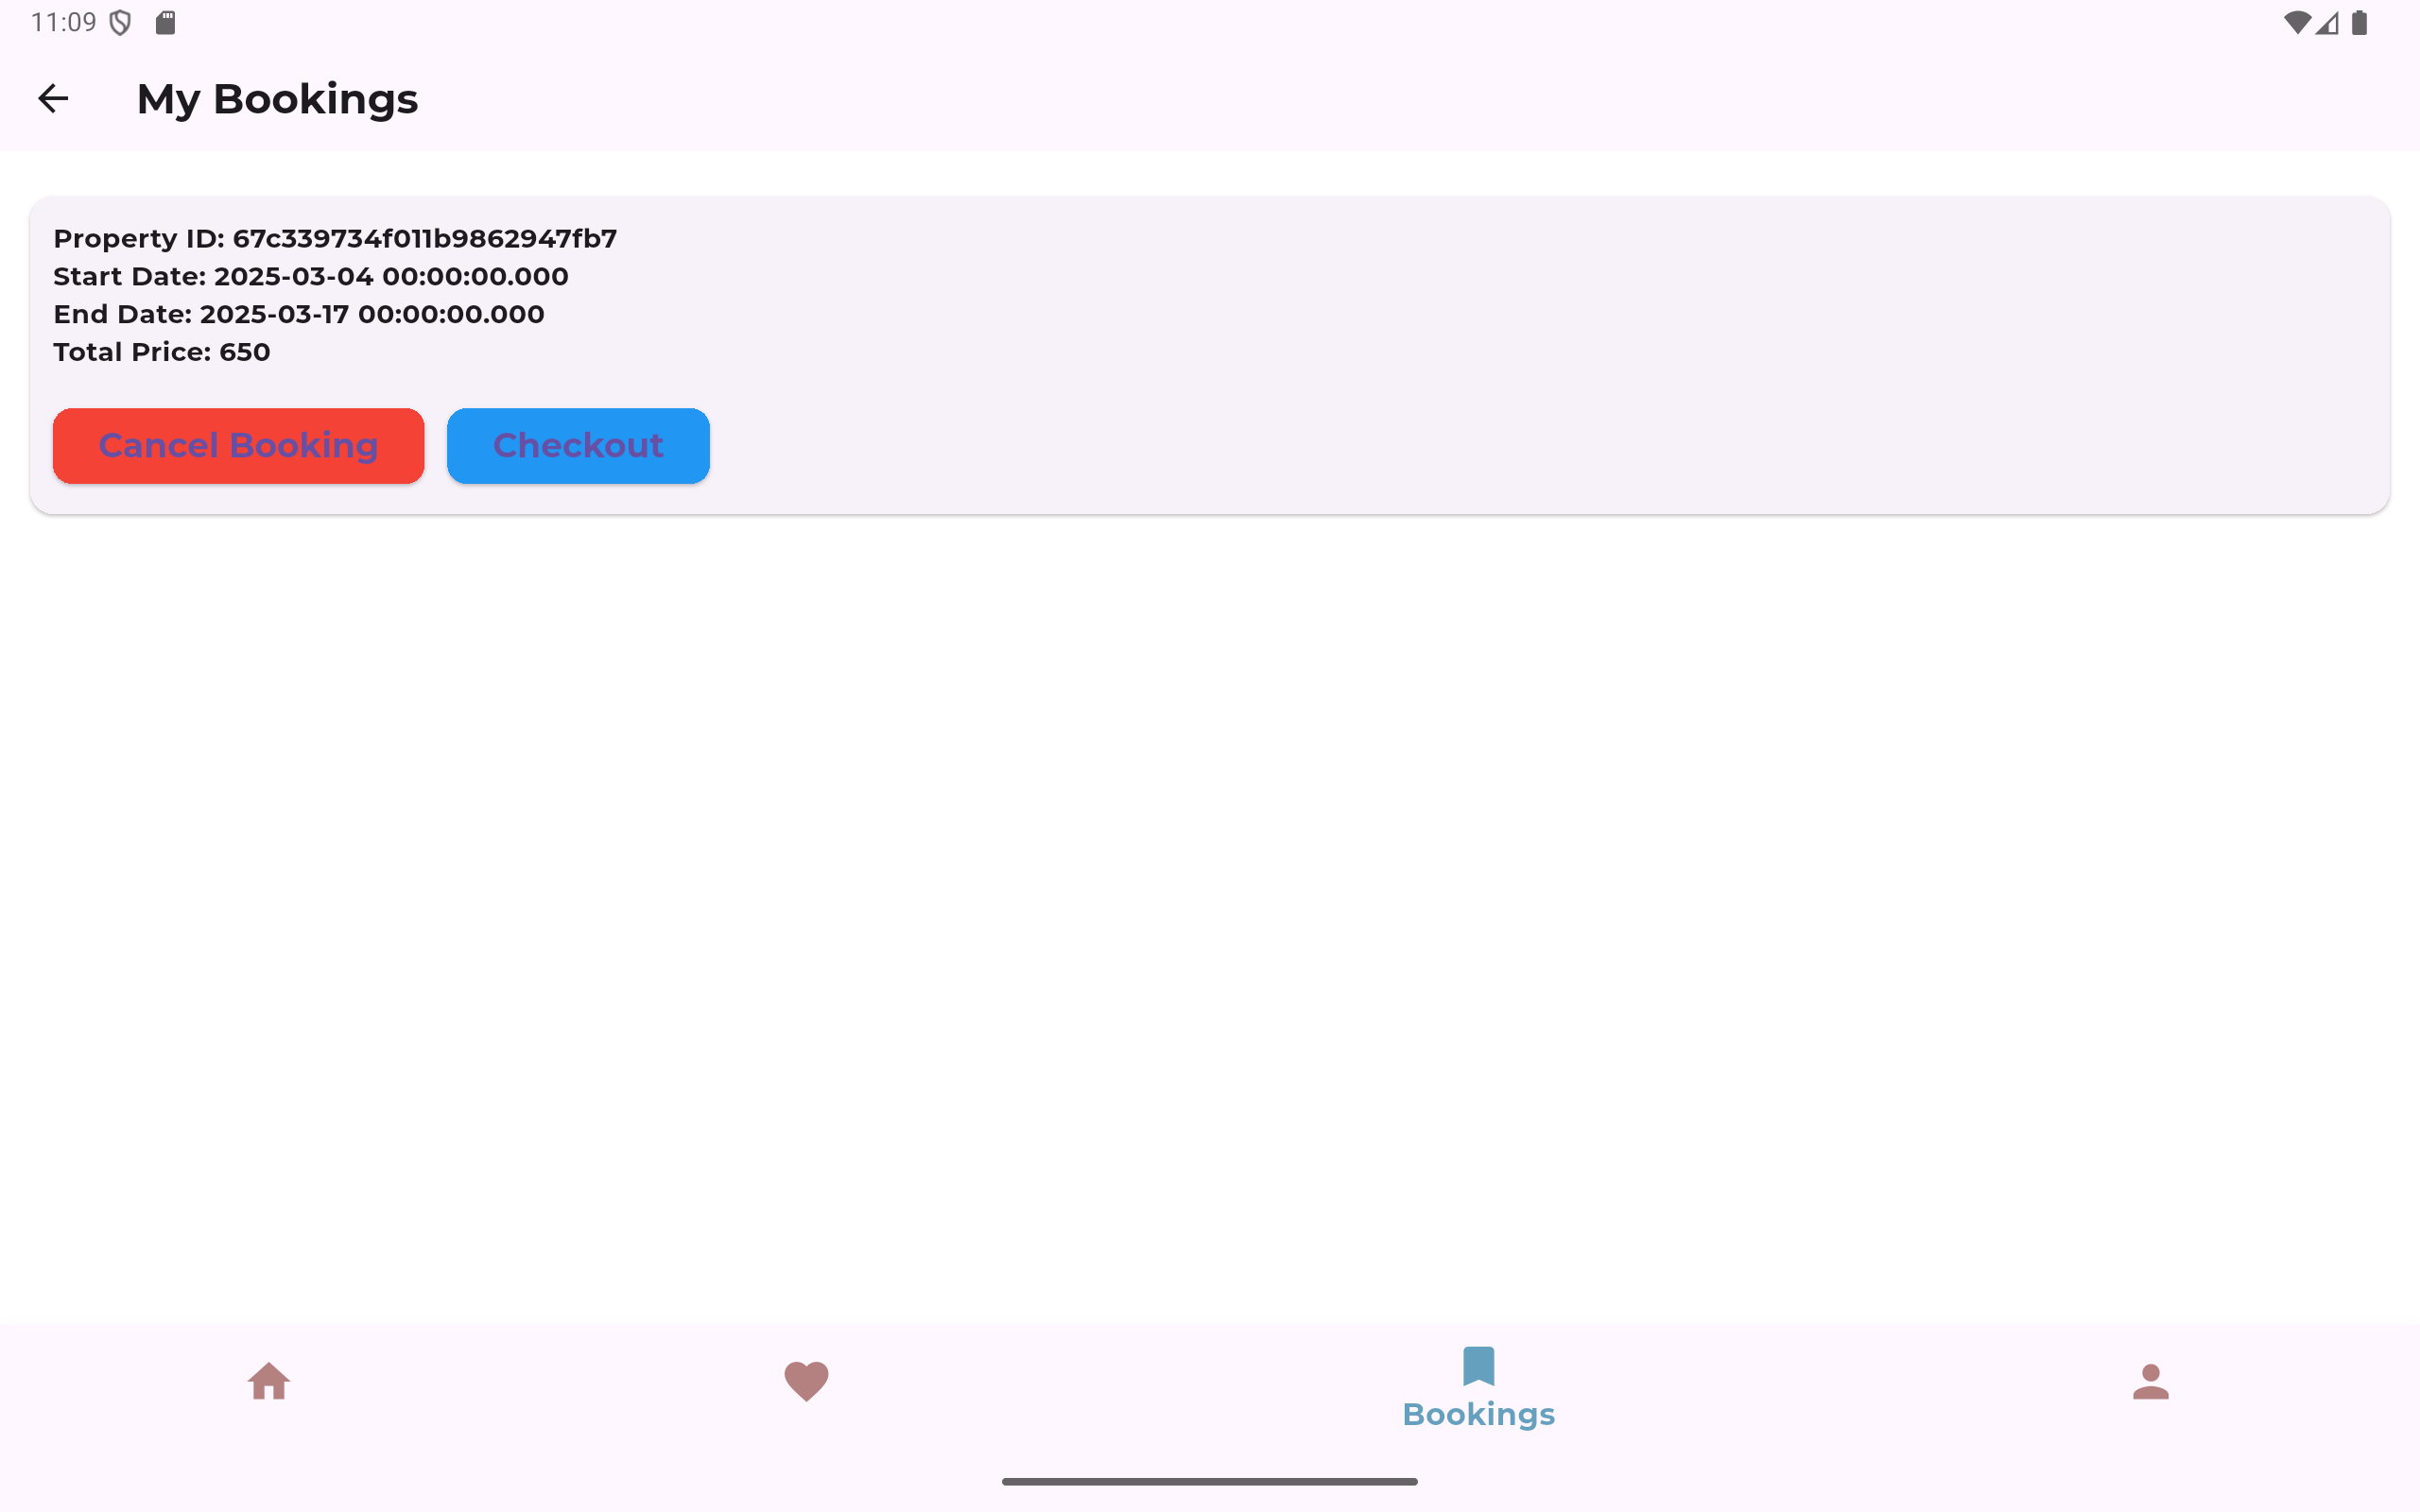 11:09
My Bookings
Property ID: 67c339734f011b9862947fb7
Start Date: 2025-03-04 00:00:00.000
End Date: 2025-03-17 00:00:00.000
Total Price: 650
Cancel Booking
Checkout
Bookings